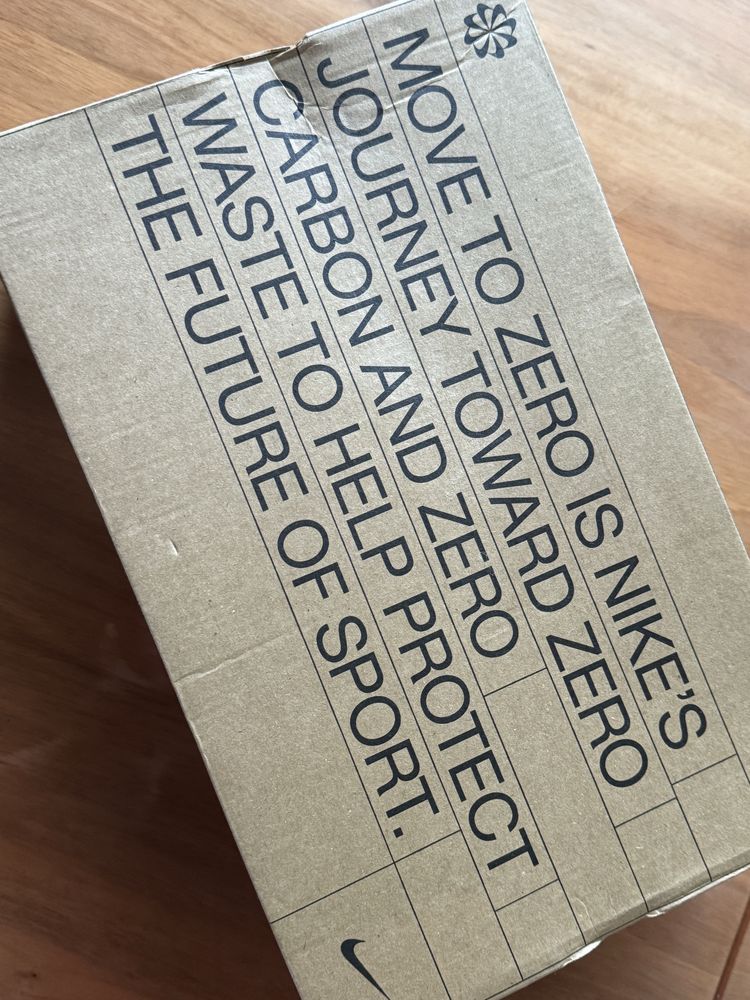 MOVE TO ZERO IS NIKE'S
JOURNEY TOWARD ZERO
CARBON AND ZERO
WASTE TO HELP PROTECT
THE FUTURE OF SPORT.